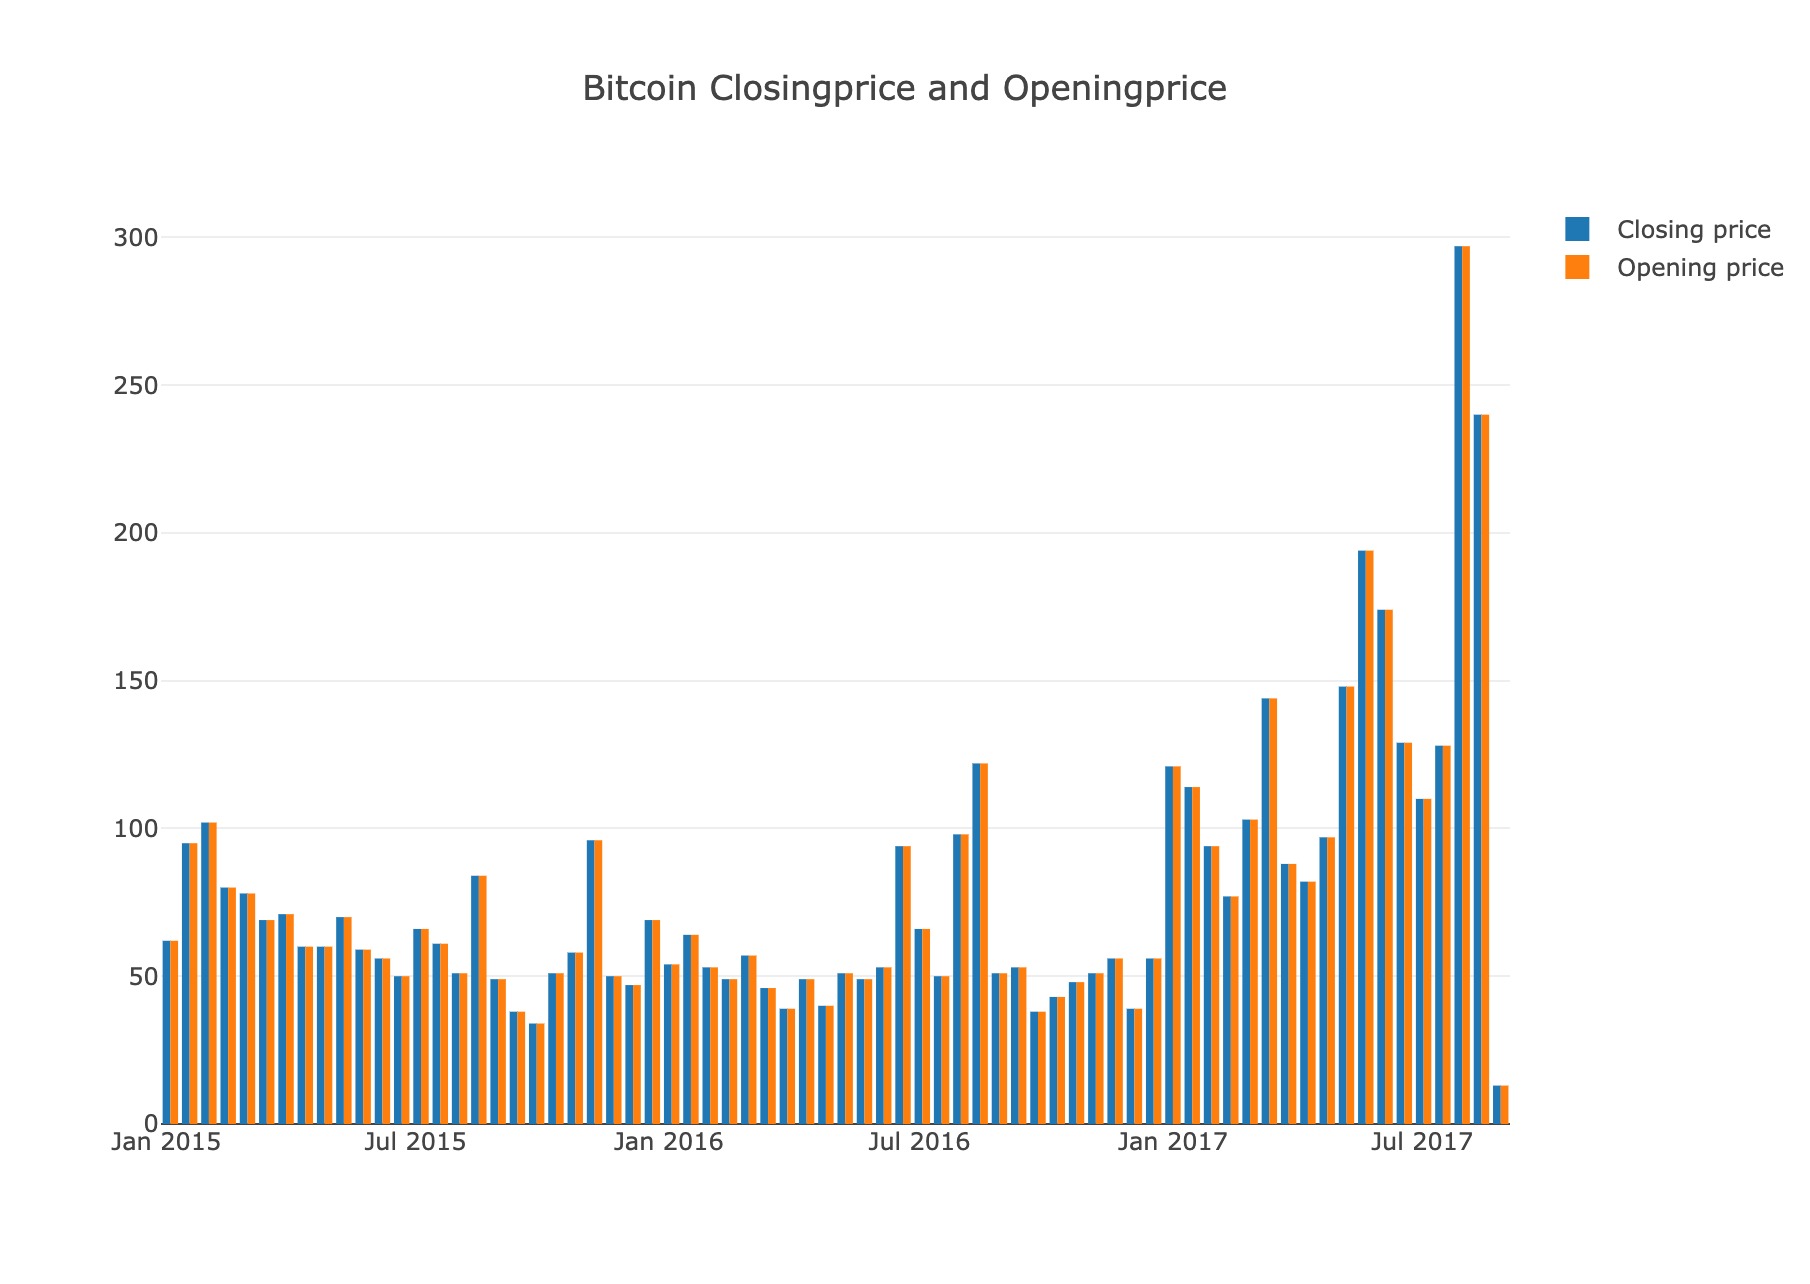 Bitcoin Closingprice and Openingprice
Closing price
Opening price
300
250
200
150
100
50
0
Jan 2015 Jul 2015 Jan 2016 Jul 2016 Jan 2017 Jul 2017